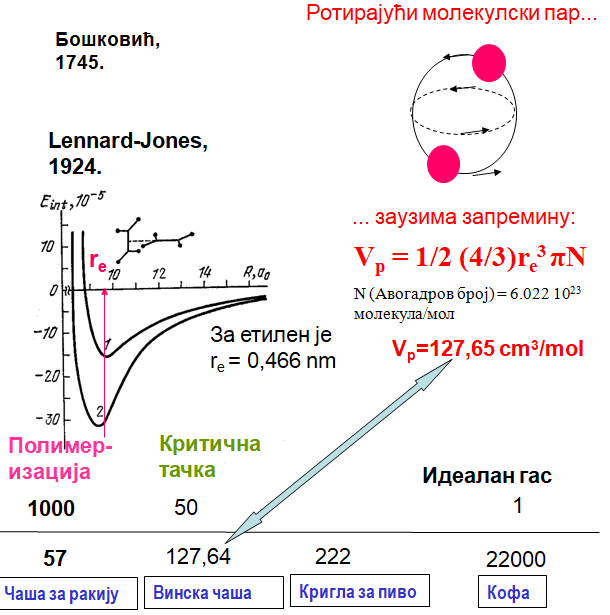 Ротирајући молекулски пар...
Бошковић,
1745.
Lennard-Jones,
1924.
E int, 10⁻⁵
10
0
-10
-20
-30
re
10 12 14 R, a₀
1
2
За етилен је
re = 0,466 nm
... заузима запремину:
Vp = 1/2 (4/3)re³ πN
N (Авогадров број) = 6.022 10²³
молекула/мол
Vp=127,65 cm³/mol
Полимер-
изација
Критична
тачка
Идеалан гас
1000 50 1
57 127,64 222 22000
Чаша за ракију Винска чаша Кригла за пиво Кофа